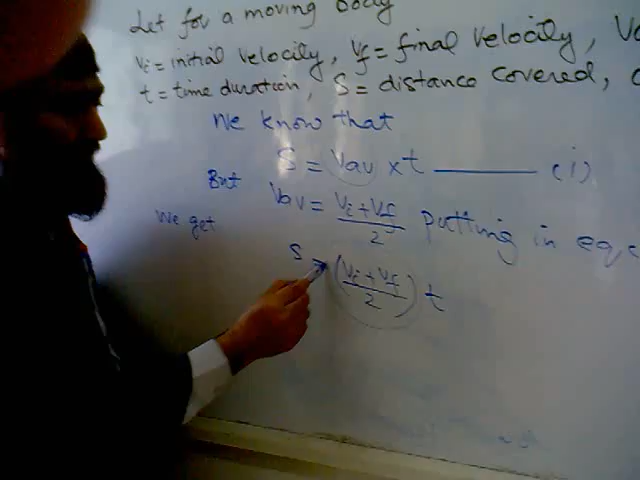 Let for a moving body
Vi = initial velocity, Vf = final velocity,
t = time duration, S = distance covered,
We know that
S = Vav × t ——— (i)
But Vav = (Vi + Vf)/2 Putting in eq
We get
S = ((Vi + Vf)/2) t